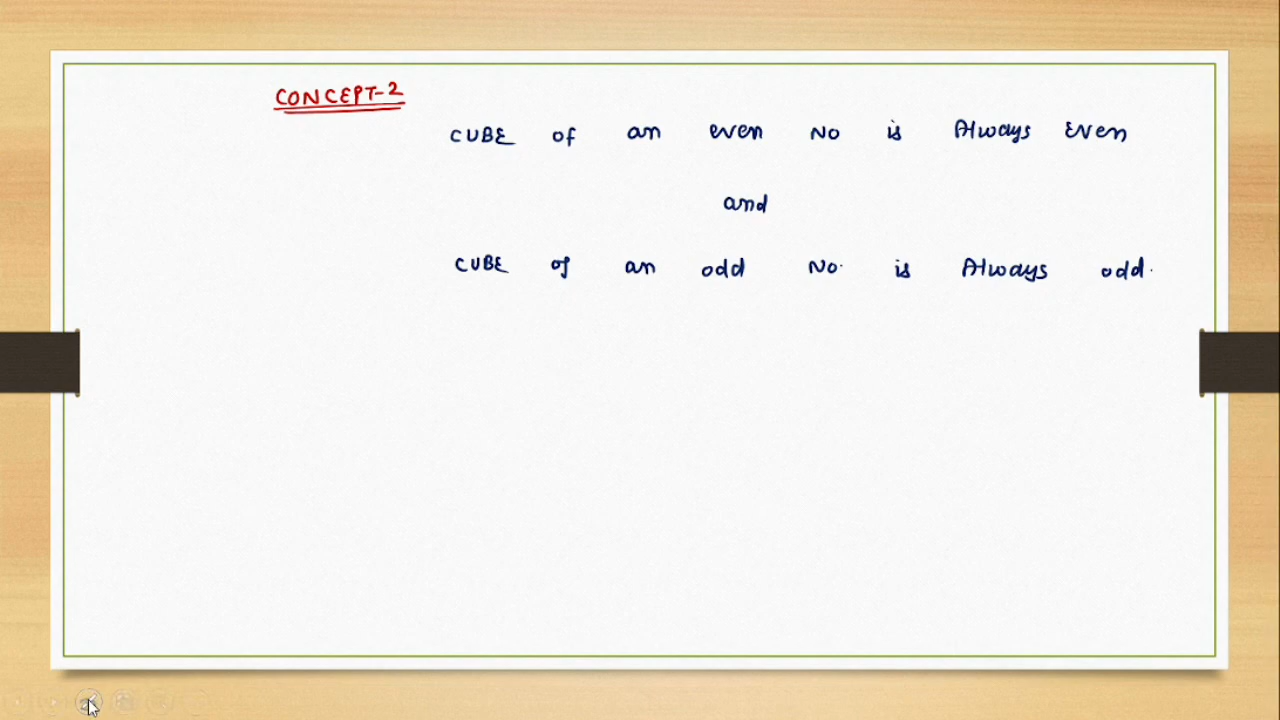 CONCEPT-2
CUBE of an even No is Always Even
and
CUBE of an odd No. is Always odd.